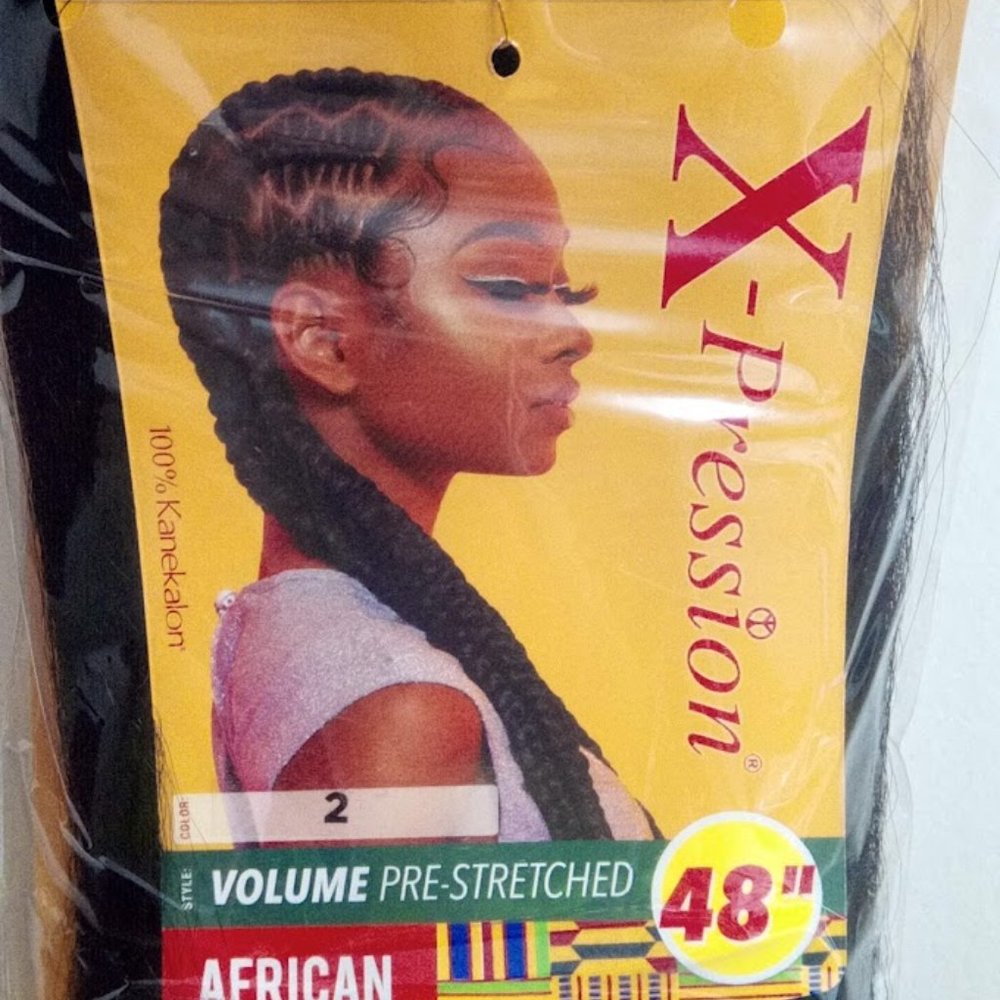 X-Pression®
100% Kanekalon®
COLOR:
2
STYLE:
VOLUME PRE-STRETCHED
48"
AFRICAN